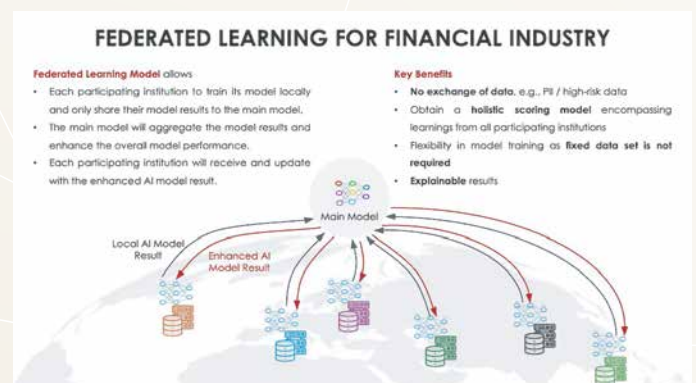 FEDERATED LEARNING FOR FINANCIAL INDUSTRY
Federated Learning Model allows
• Each participating institution to train its model locally
and only share their model results to the main model.
• The main model will aggregate the model results and
enhance the overall model performance.
• Each participating institution will receive and update
with the enhanced AI model result.
Key Benefits
• No exchange of data, e.g., PII / high-risk data
• Obtain a holistic scoring model encompassing
learnings from all participating institutions
• Flexibility in model training as fixed data set is not
required
• Explainable results
Main Model
Local AI Model
Result
Enhanced AI
Model Result